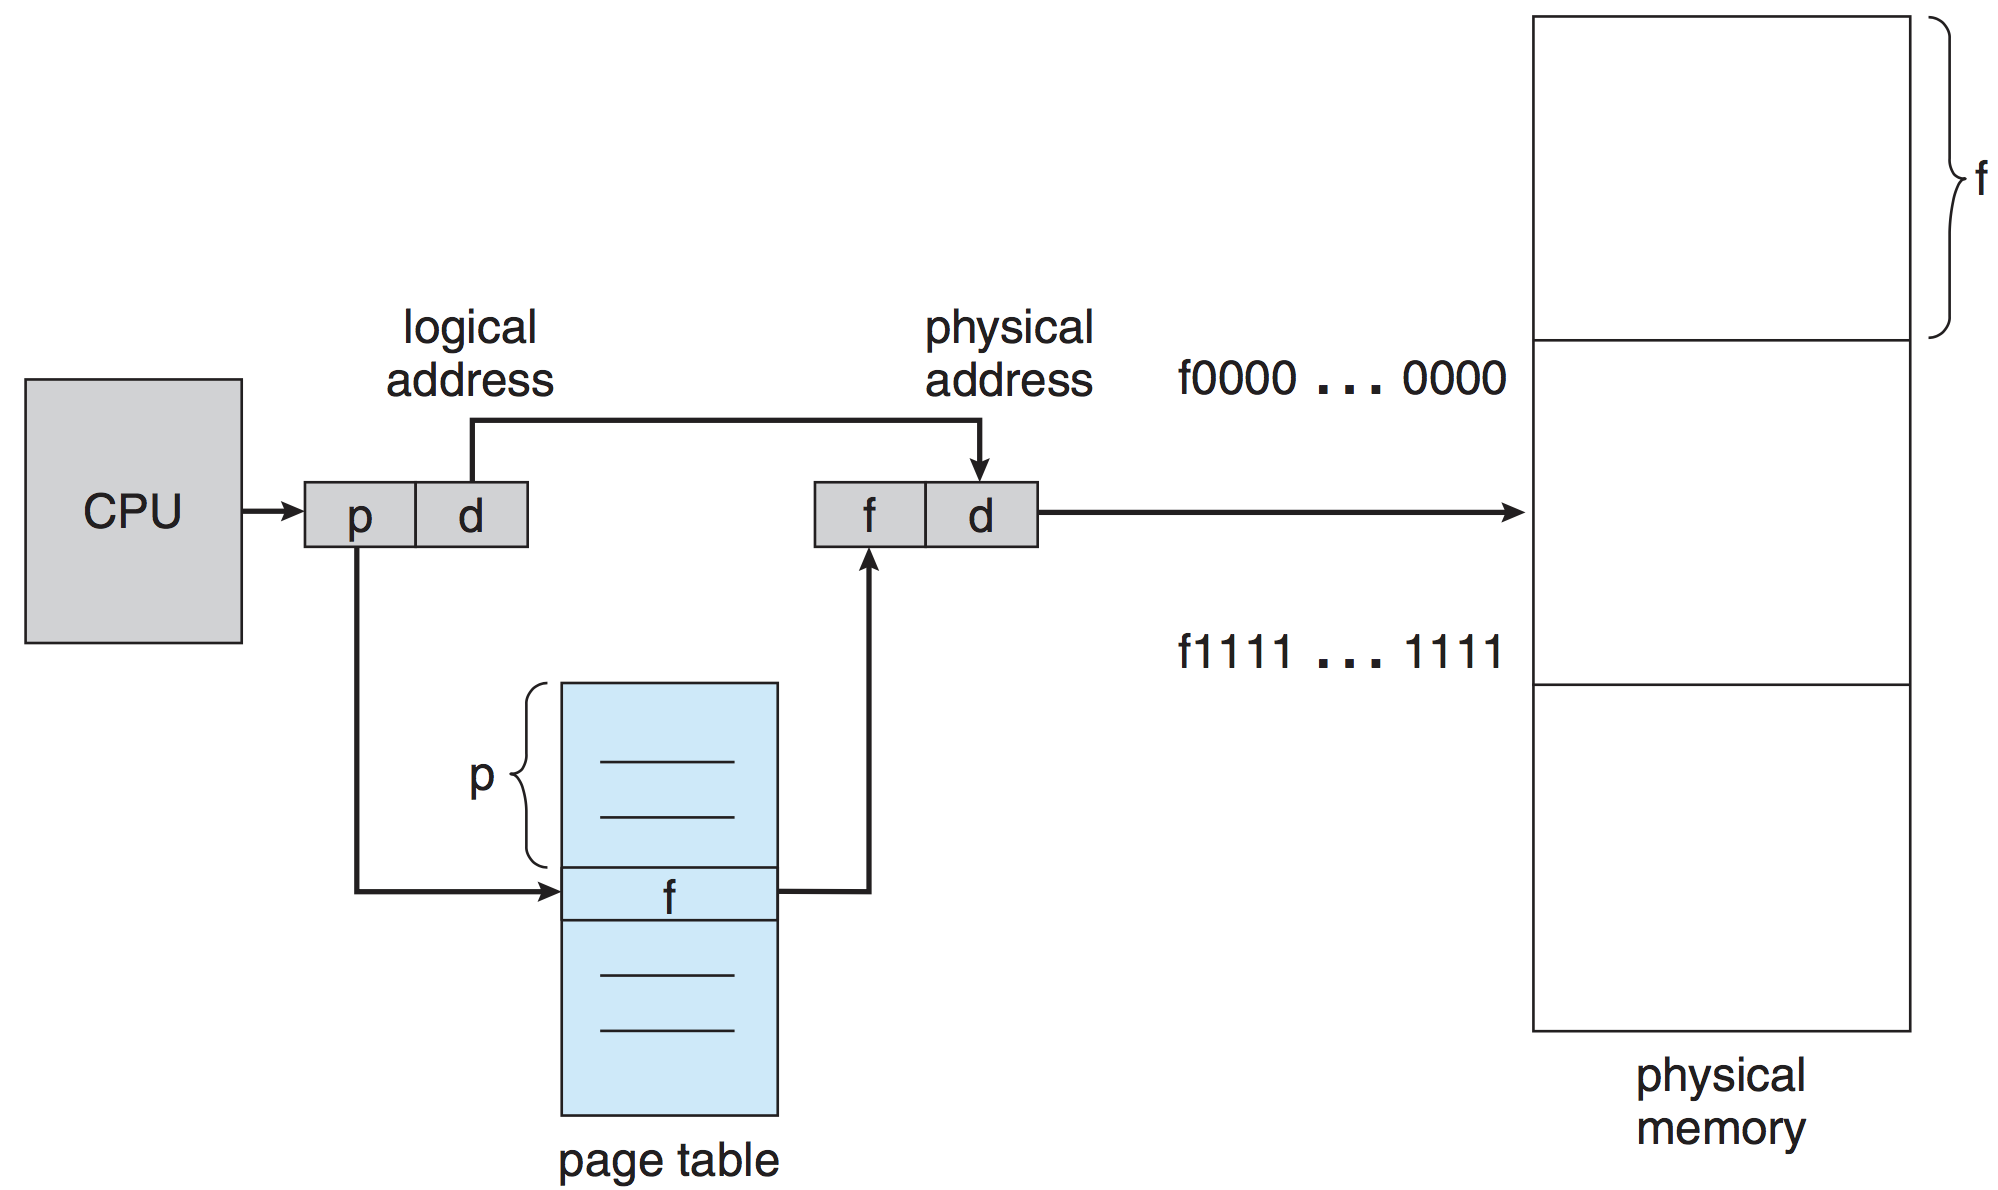 f
logical
address
physical
address
f0000 ... 0000
CPU
p
d
f
d
f1111 ... 1111
p
f
physical
memory
page table